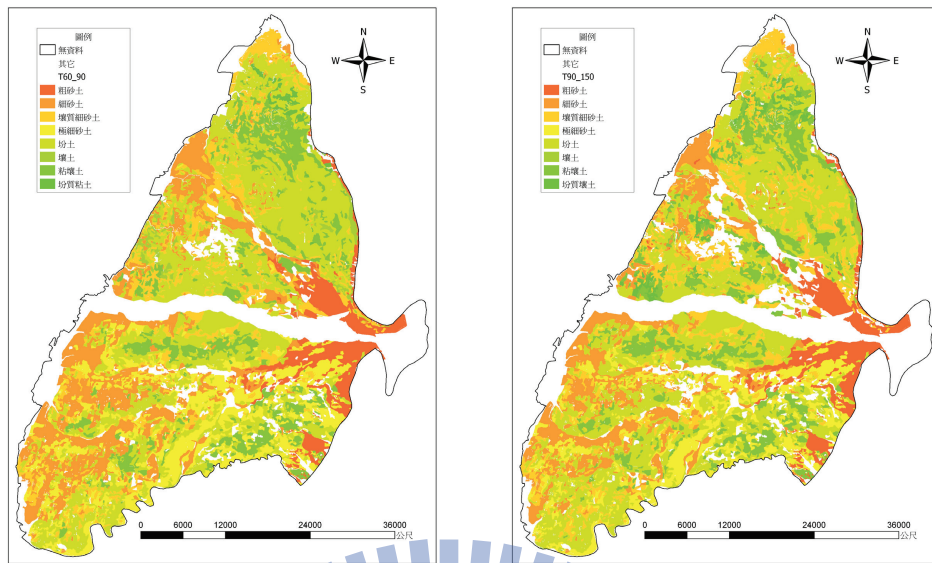 圖例
無資料
其它
T60_90
粗砂土
細砂土
壤質細砂土
極細砂土
坋土
壤土
粘壤土
坋質粘土
N
W E
S
0 6000 12000 24000 36000
公尺
圖例
無資料
其它
T90_150
粗砂土
細砂土
壤質細砂土
極細砂土
坋土
壤土
粘壤土
坋質壤土
N
W E
S
0 6000 12000 24000 36000
公尺